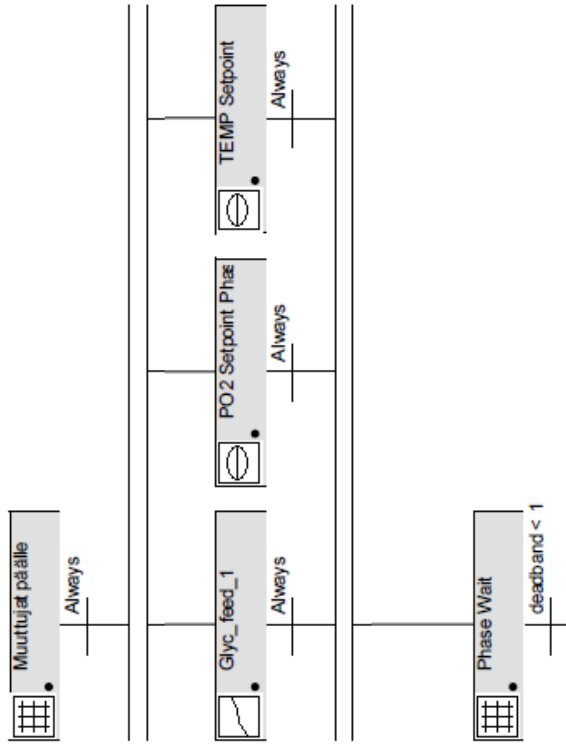 Muuttujat päälle
Always
Glyc_feed_1
Always
PO2 Setpoint Phas
Always
TEMP Setpoint
Always
Phase Wait
deadband < 1